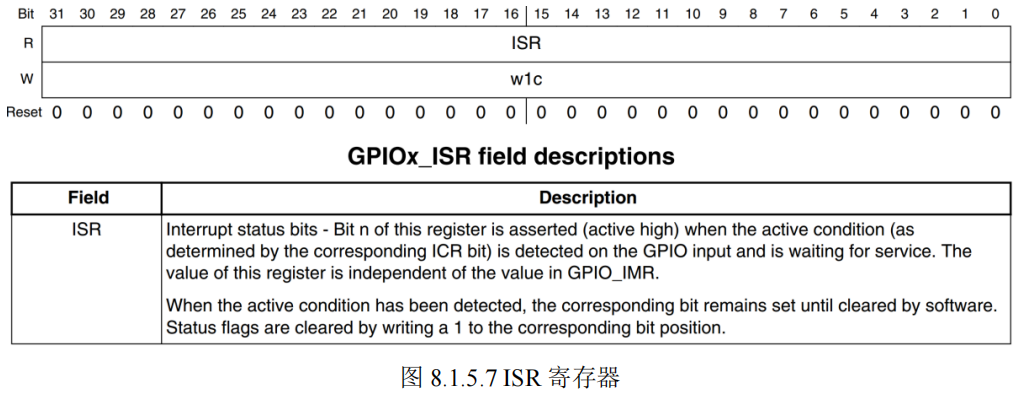 Bit 31 30 29 28 27 26 25 24 23 22 21 20 19 18 17 16 15 14 13 12 11 10 9 8 7 6 5 4 3 2 1 0
R ISR
W w1c
Reset 0 0 0 0 0 0 0 0 0 0 0 0 0 0 0 0 0 0 0 0 0 0 0 0 0 0 0 0 0 0 0 0
GPIOx_ISR field descriptions
Field Description
ISR Interrupt status bits - Bit n of this register is asserted (active high) when the active condition (as
determined by the corresponding ICR bit) is detected on the GPIO input and is waiting for service. The
value of this register is independent of the value in GPIO_IMR.
When the active condition has been detected, the corresponding bit remains set until cleared by software.
Status flags are cleared by writing a 1 to the corresponding bit position.
图 8.1.5.7 ISR 寄存器